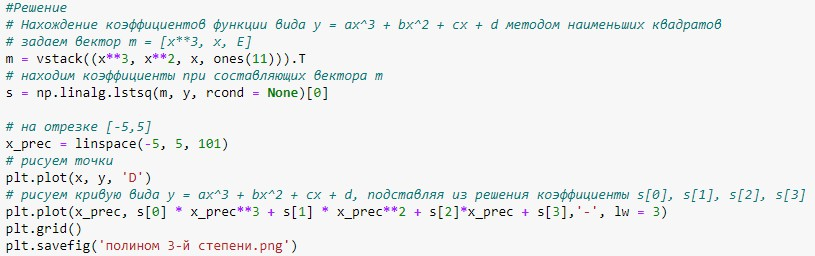 #Решение
# Нахождение коэффициентов функции вида y = ax^3 + bx^2 + cx + d методом наименьших квадратов
# задаем вектор m = [x**3, x, E]
m = vstack((x**3, x**2, x, ones(11))).T
# находим коэффициенты при составляющих вектора m
s = np.linalg.lstsq(m, y, rcond = None)[0]
# на отрезке [-5,5]
x_prec = linspace(-5, 5, 101)
# рисуем точки
plt.plot(x, y, 'D')
# рисуем кривую вида y = ax^3 + bx^2 + cx + d, подставляя из решения коэффициенты s[0], s[1], s[2], s[3]
plt.plot(x_prec, s[0] * x_prec**3 + s[1] * x_prec**2 + s[2]*x_prec + s[3],'-', lw = 3)
plt.grid()
plt.savefig('полином 3-й степени.png')